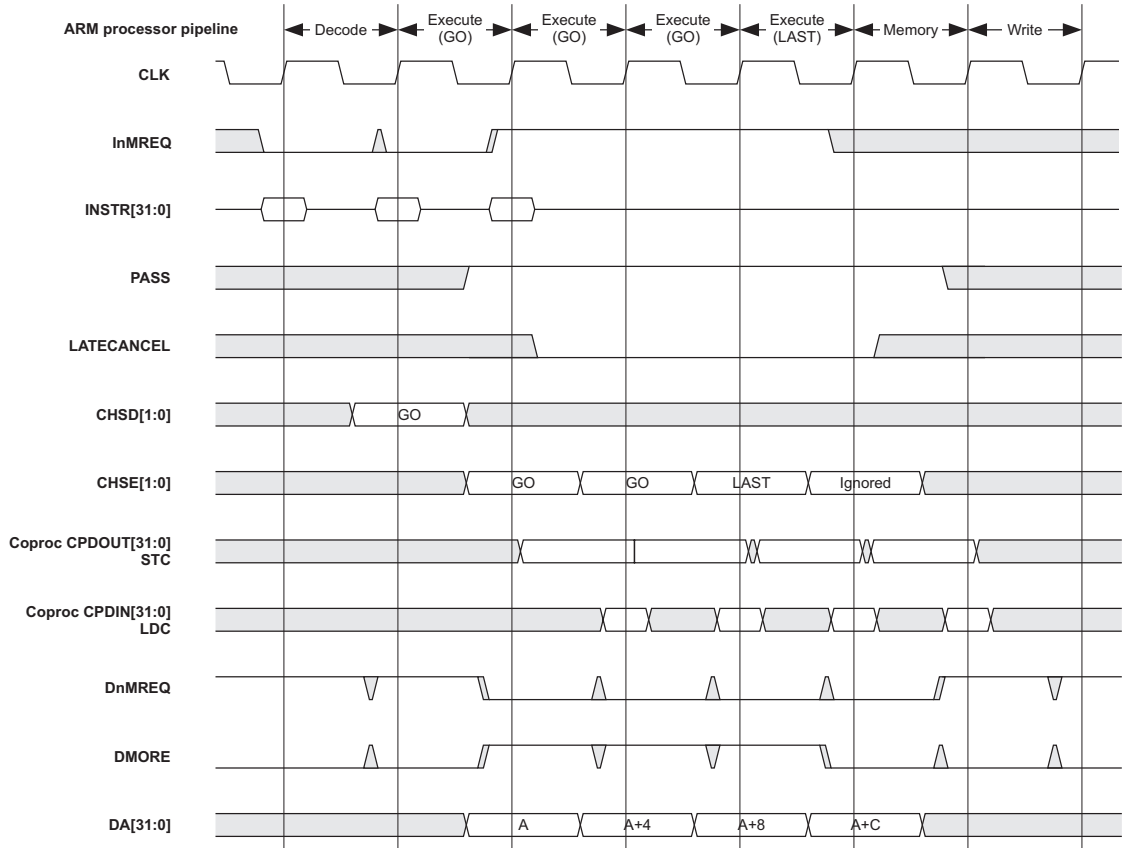 ARM processor pipeline
Decode
Execute
(GO)
Execute
(GO)
Execute
(GO)
Execute
(LAST)
Memory
Write
CLK
InMREQ
INSTR[31:0]
PASS
LATECANCEL
CHSD[1:0]
GO
CHSE[1:0]
GO
GO
LAST
Ignored
Coproc CPDOUT[31:0]
STC
Coproc CPDIN[31:0]
LDC
DnMREQ
DMORE
DA[31:0]
A
A+4
A+8
A+C